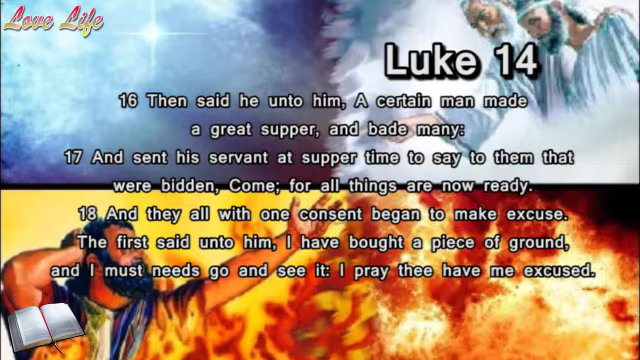 Love Life
Luke 14
16 Then said he unto him, A certain man made
a great supper, and bade many:
17 And sent his servant at supper time to say to them that
were bidden, Come; for all things are now ready.
18 And they all with one consent began to make excuse.
The first said unto him, I have bought a piece of ground,
and I must needs go and see it: I pray thee have me excused.